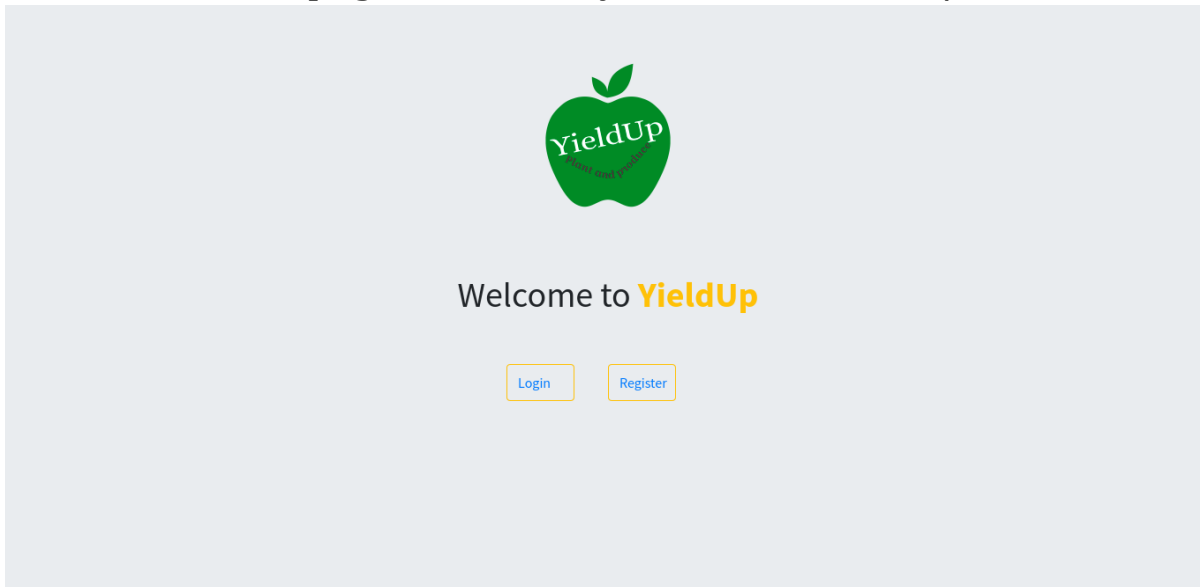 YieldUp
plant and produce
Welcome to YieldUp
Login
Register